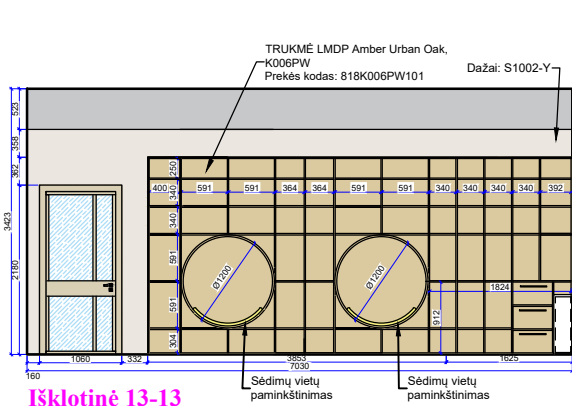 TRUKMĖ LMDP Amber Urban Oak,
K006PW
Prekės kodas: 818K006PW101
Dažai: S1002-Y
523
358
362
3423
2180
250
400 340 591 591 364 364 591 591 340 340 340 340 392
340
591
591
304
Ø1200
Ø1200
1824
912
1060 332 3853 1625
7030
160
Sėdimų vietų
paminkštinimas
Sėdimų vietų
paminkštinimas
Išklotinė 13-13